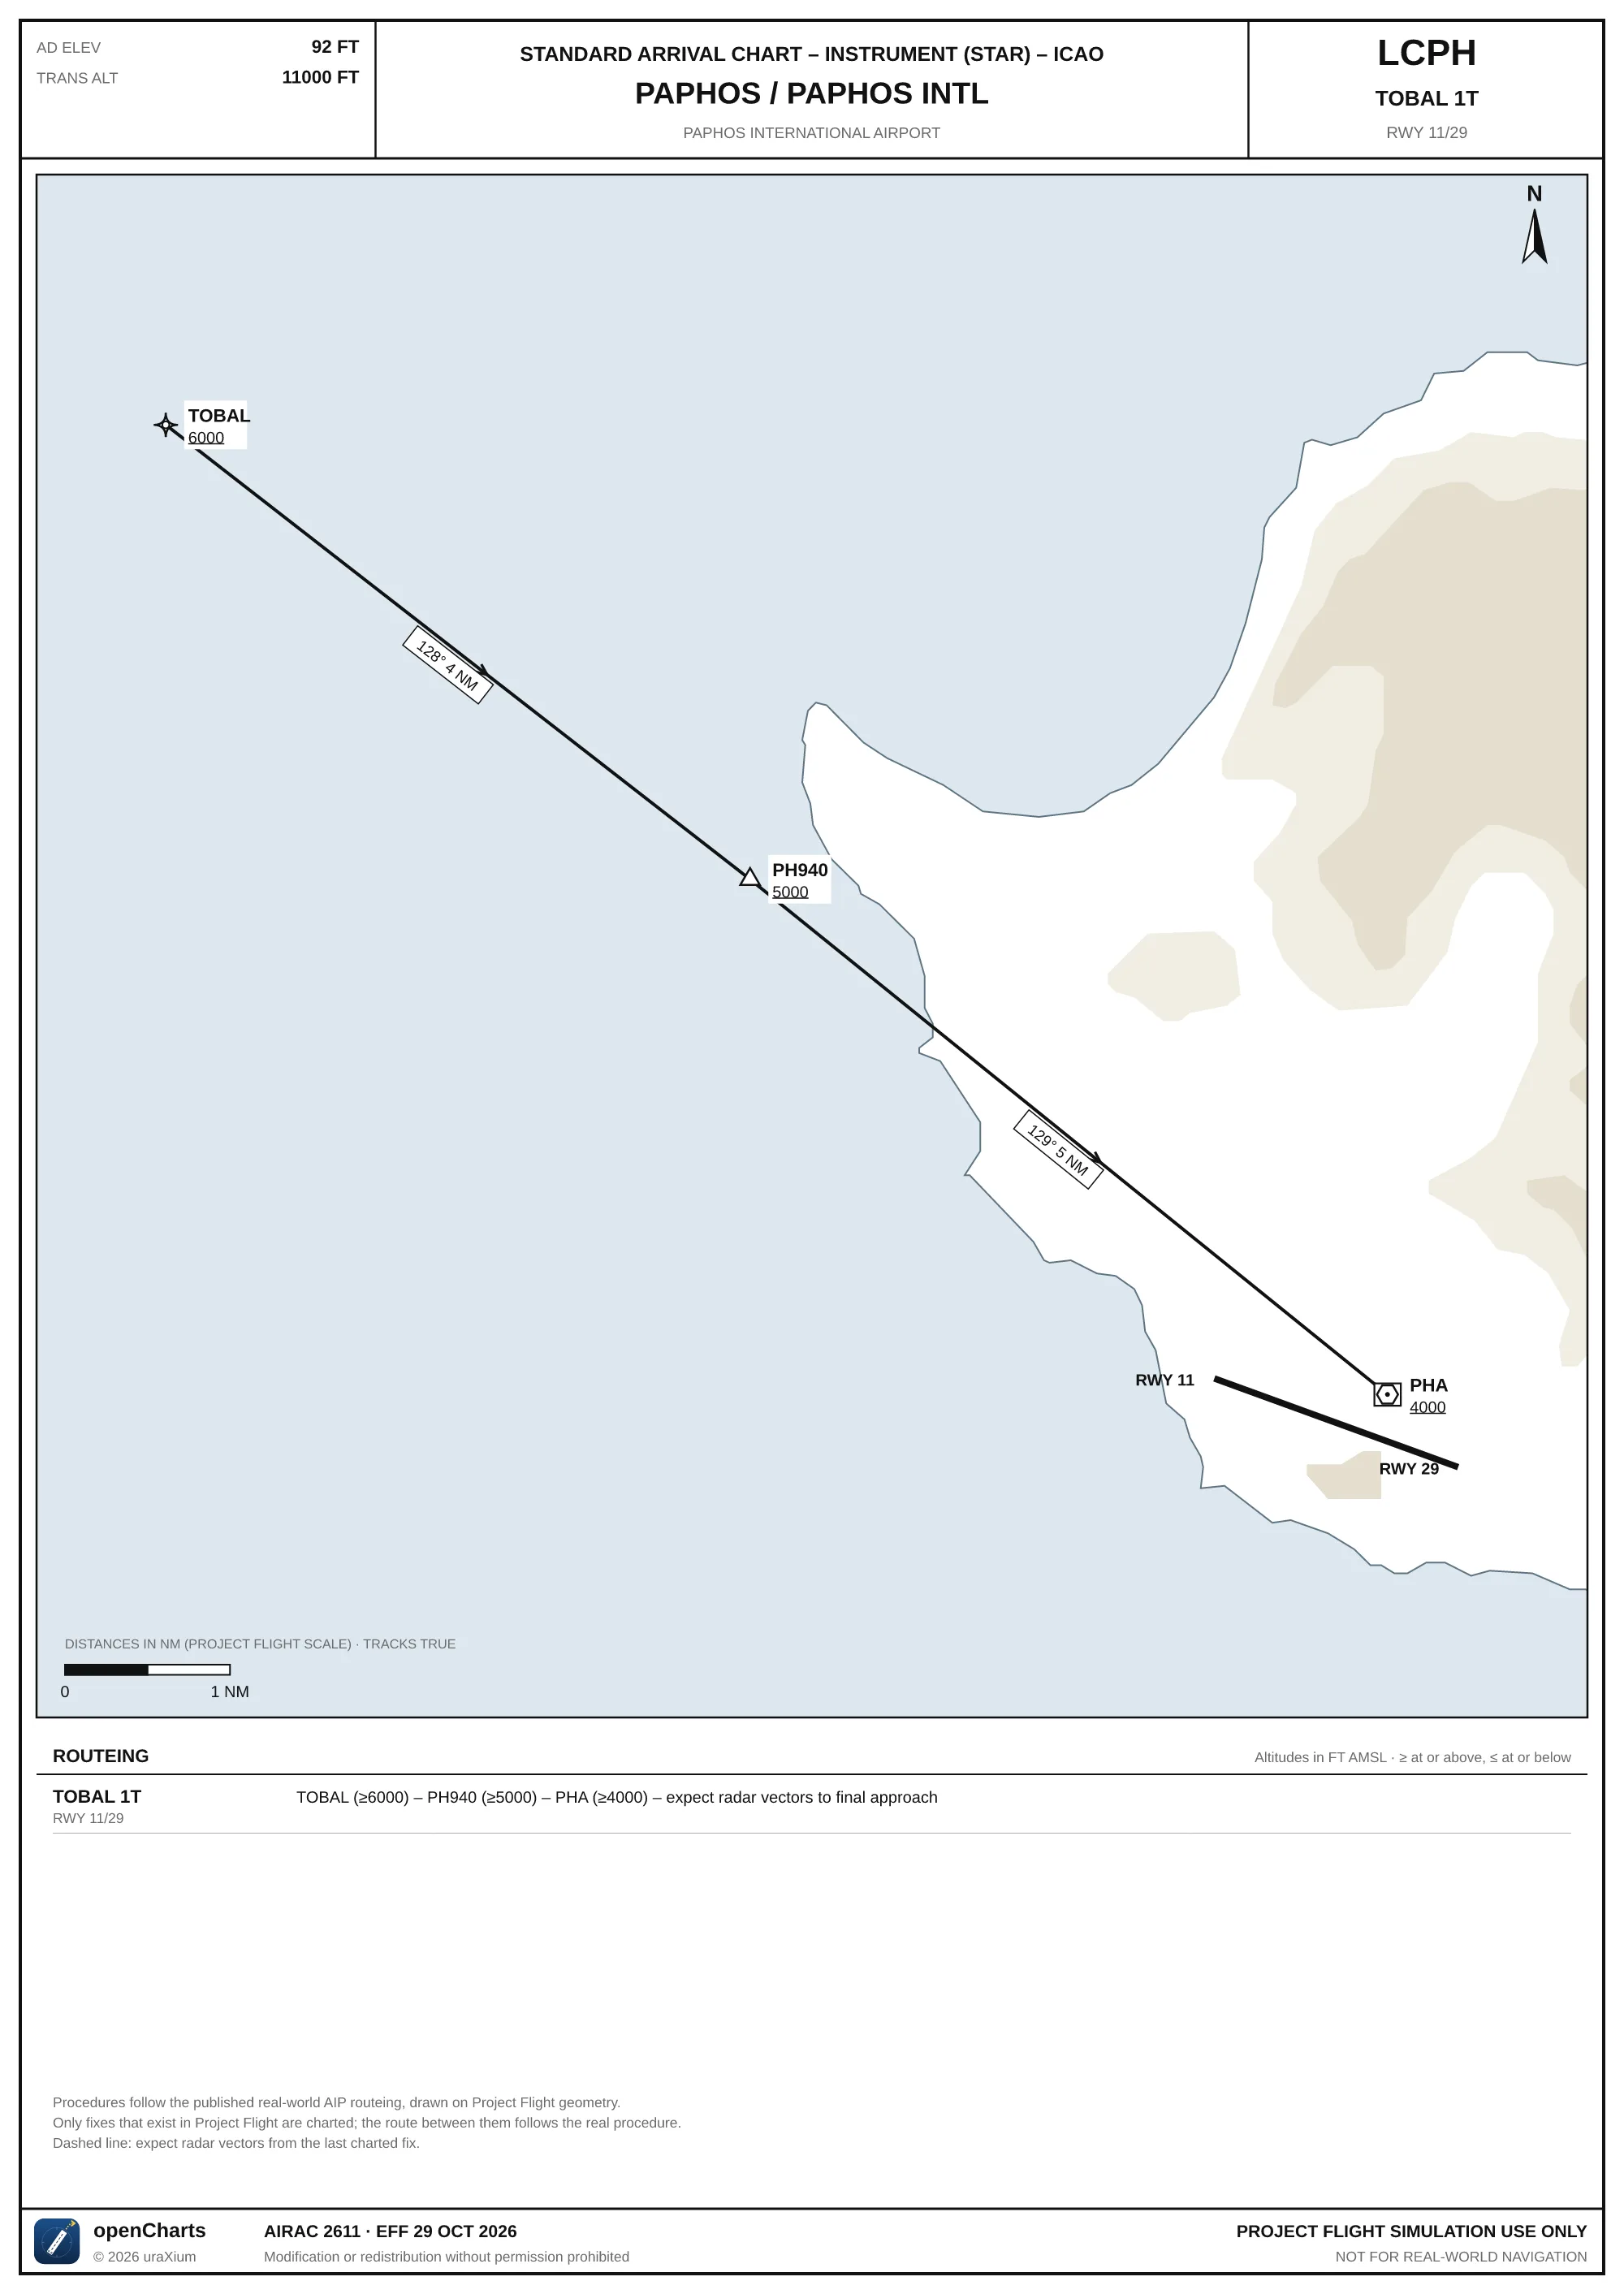 AD ELEV 92 FT
TRANS ALT 11000 FT
STANDARD ARRIVAL CHART – INSTRUMENT (STAR) – ICAO
PAPHOS / PAPHOS INTL
PAPHOS INTERNATIONAL AIRPORT
LCPH
TOBAL 1T
RWY 11/29
N
TOBAL
6000
128° 4 NM
PH940
5000
129° 5 NM
RWY 11
PHA
4000
RWY 29
DISTANCES IN NM (PROJECT FLIGHT SCALE) · TRACKS TRUE
0 1 NM
ROUTEING Altitudes in FT AMSL · ≥ at or above, ≤ at or below
TOBAL 1T TOBAL (≥6000) – PH940 (≥5000) – PHA (≥4000) – expect radar vectors to final approach
RWY 11/29
Procedures follow the published real-world AIP routeing, drawn on Project Flight geometry.
Only fixes that exist in Project Flight are charted; the route between them follows the real procedure.
Dashed line: expect radar vectors from the last charted fix.
openCharts AIRAC 2611 · EFF 29 OCT 2026 PROJECT FLIGHT SIMULATION USE ONLY
© 2026 uraXium Modification or redistribution without permission prohibited NOT FOR REAL-WORLD NAVIGATION